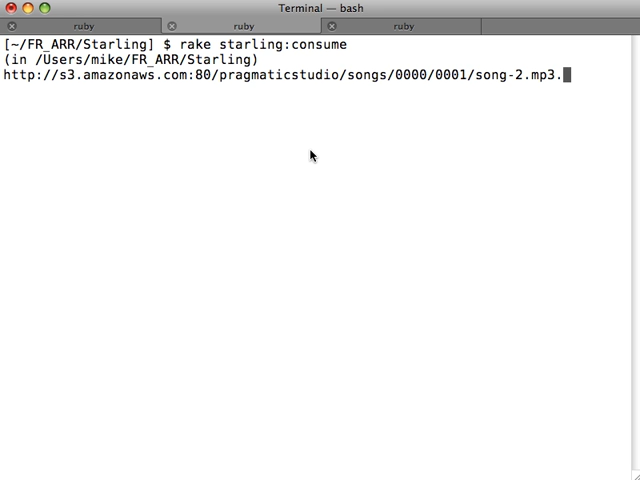 Terminal — bash
ruby
ruby
ruby
[~/FR_ARR/Starling] $ rake starling:consume
(in /Users/mike/FR_ARR/Starling)
http://s3.amazonaws.com:80/pragmaticstudio/songs/0000/0001/song-2.mp3.